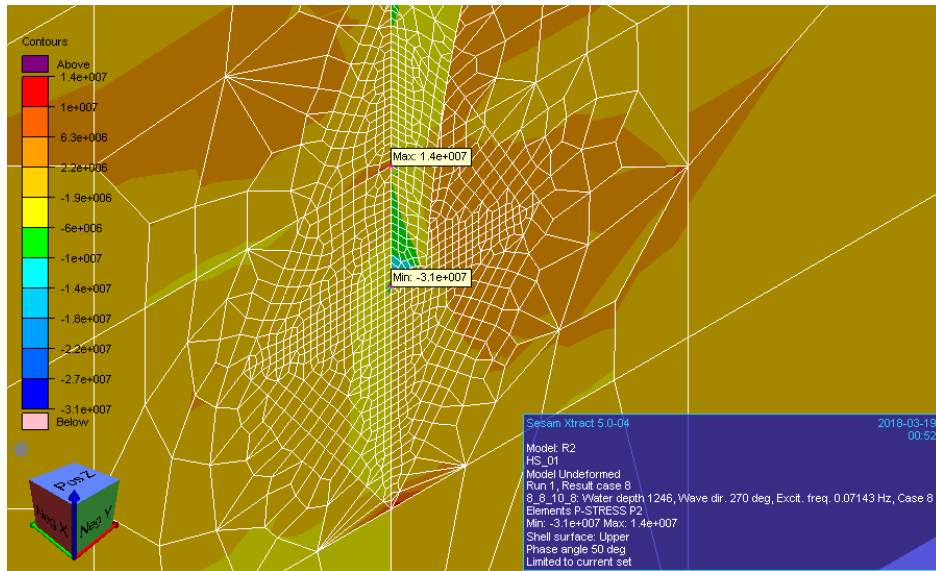 Contours
Above
1.4e+007
1e+007
6.3e+006
2.2e+006
-1.9e+006
-6e+006
-1e+007
-1.4e+007
-1.8e+007
-2.2e+007
-2.7e+007
-3.1e+007
Below
Max: 1.4e+007
Min: -3.1e+007
Pos Z
Neg X
Neg Y
Sesam Xtract 5.0-04 2018-03-19
00:52
Model: R2
HS_01
Model Undeformed
Run 1, Result case 8
8_8_10_8: Water depth 1246, Wave dir. 270 deg, Excit. freq. 0.07143 Hz, Case 8
Elements P-STRESS P2
Min: -3.1e+007 Max: 1.4e+007
Shell surface: Upper
Phase angle 50 deg
Limited to current set